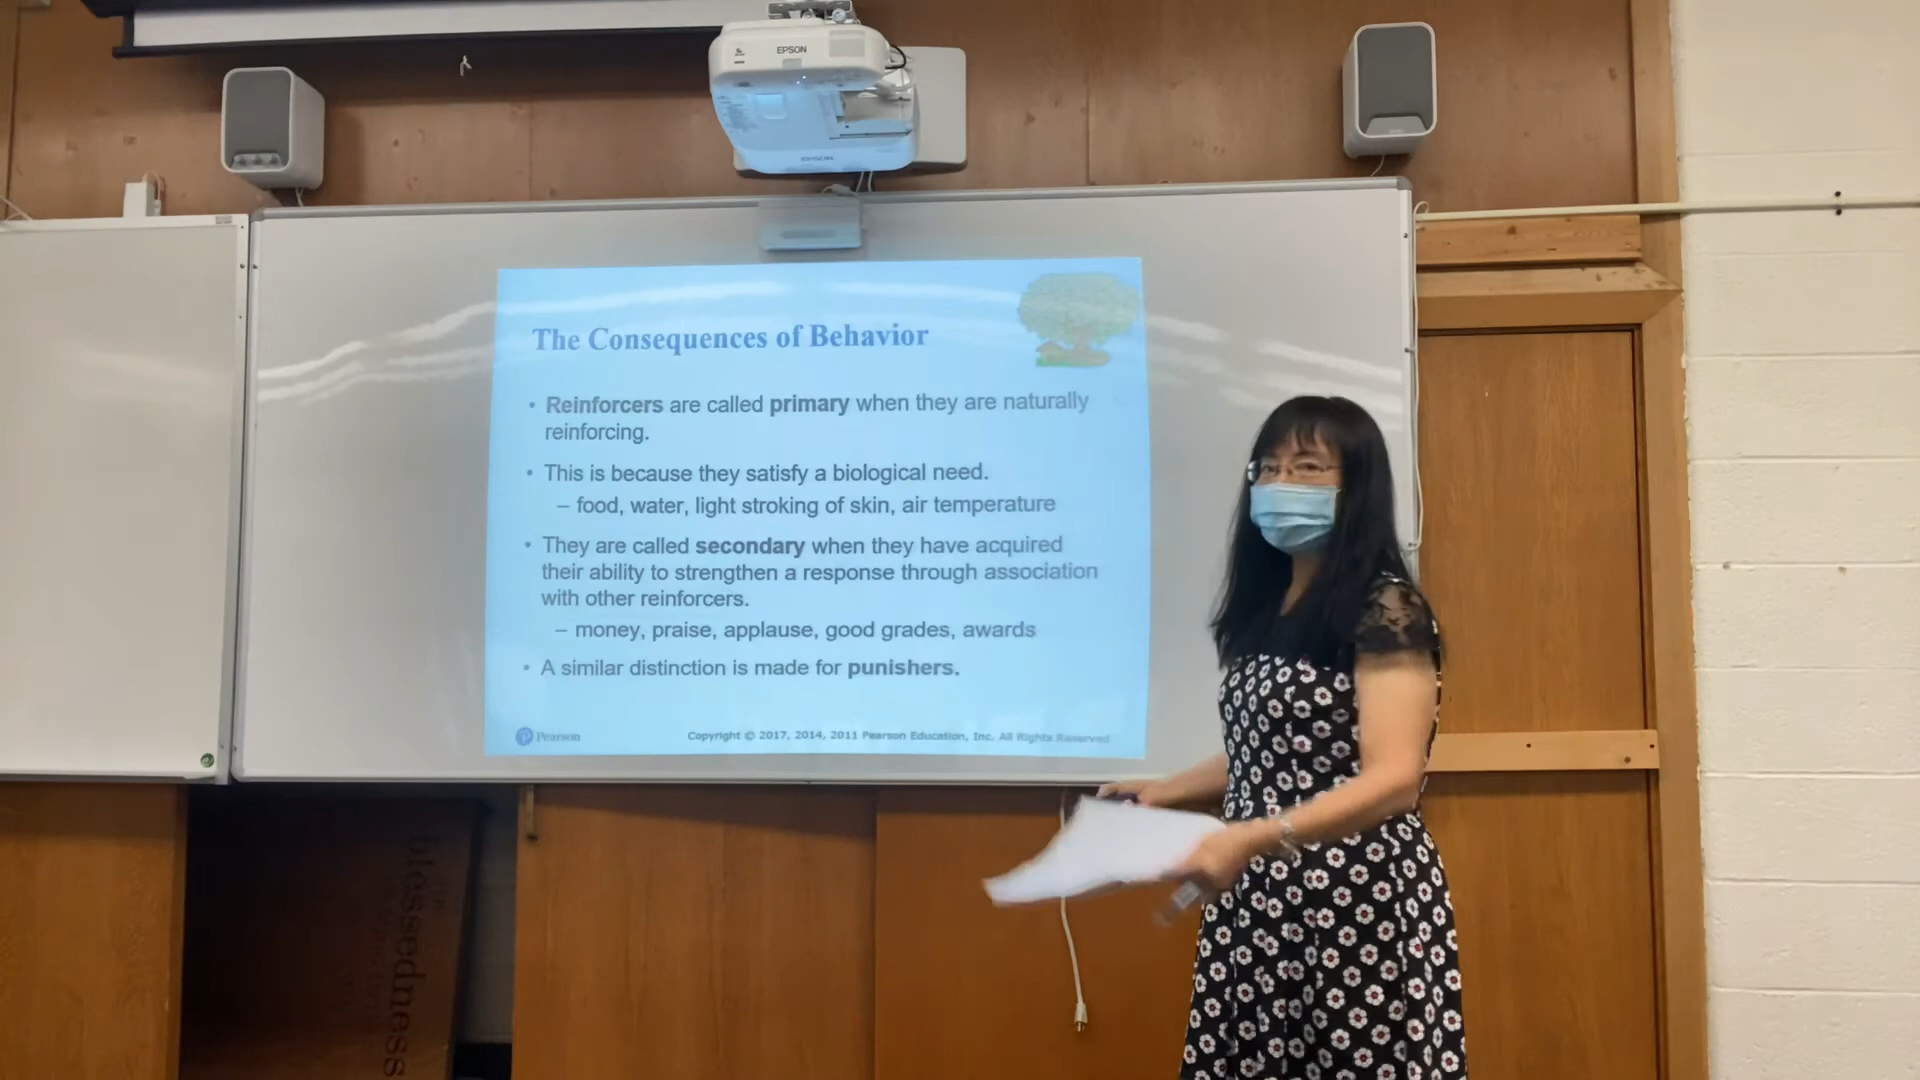 EPSON
EPSON
The Consequences of Behavior
• Reinforcers are called primary when they are naturally
reinforcing.
• This is because they satisfy a biological need.
– food, water, light stroking of skin, air temperature
• They are called secondary when they have acquired
their ability to strengthen a response through association
with other reinforcers.
– money, praise, applause, good grades, awards
• A similar distinction is made for punishers.
Pearson
Copyright © 2017, 2014, 2011 Pearson Education, Inc. All Rights Reserved
blessedness